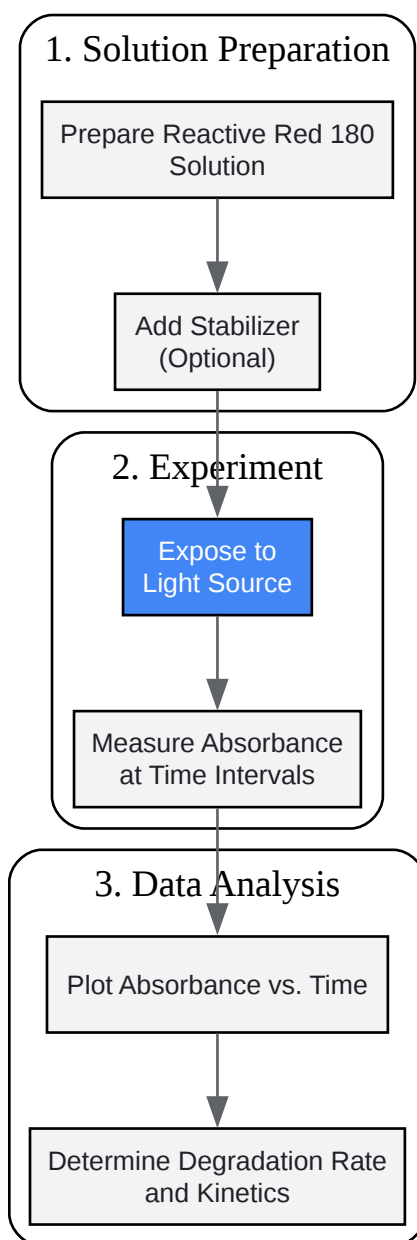 1. Solution Preparation
Prepare Reactive Red 180
Solution
Add Stabilizer
(Optional)
2. Experiment
Expose to
Light Source
Measure Absorbance
at Time Intervals
3. Data Analysis
Plot Absorbance vs. Time
Determine Degradation Rate
and Kinetics